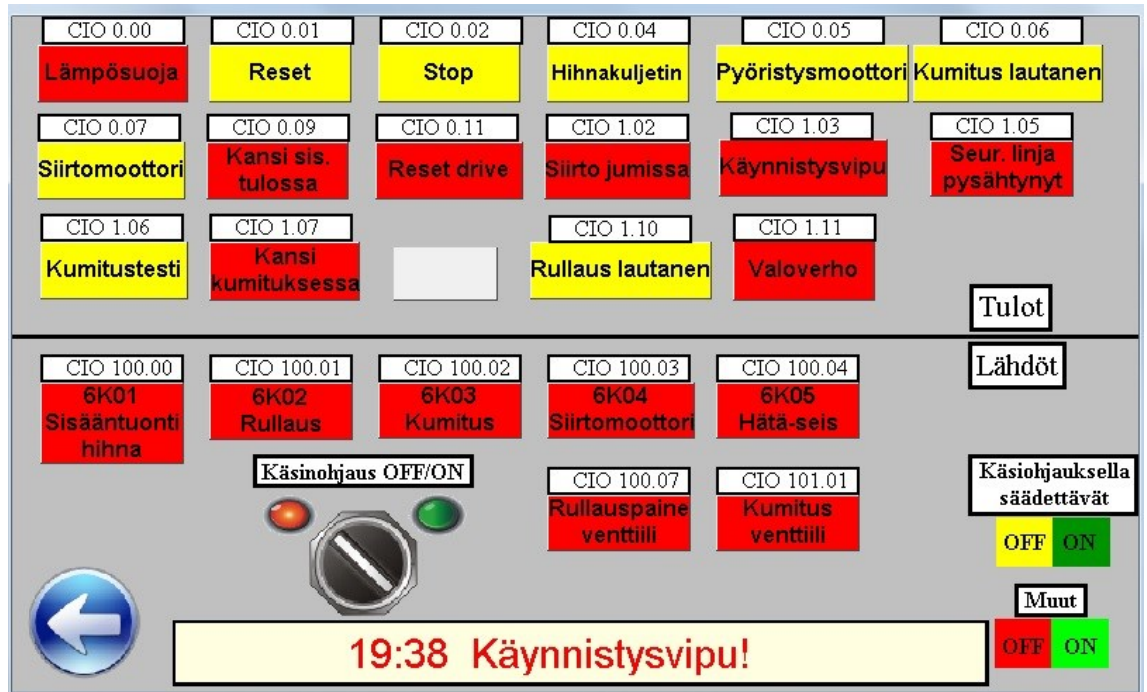 CIO 0.00
CIO 0.01
CIO 0.02
CIO 0.04
CIO 0.05
CIO 0.06
Lämpösuoja
Reset
Stop
Hihnakuljetin
Pyöristysmoottori
Kumitus lautanen
CIO 0.07
CIO 0.09
CIO 0.11
CIO 1.02
CIO 1.03
CIO 1.05
Siirtomoottori
Kansi sis.
tulossa
Reset drive
Siirto jumissa
Käynnistysvipu
Seur. linja
pysähtynyt
CIO 1.06
CIO 1.07
CIO 1.10
CIO 1.11
Kumitustesti
Kansi
kumituksessa
Rullaus lautanen
Valoverho
Tulot
Lähdöt
CIO 100.00
CIO 100.01
CIO 100.02
CIO 100.03
CIO 100.04
6K01
Sisääntuonti
hihna
6K02
Rullaus
6K03
Kumitus
6K04
Siirtomoottori
6K05
Hätä-seis
Käsinohjaus OFF/ON
CIO 100.07
CIO 101.01
Rullauspaine
venttiili
Kumitus
venttiili
Käsiohjauksella
säädettävät
OFF ON
Muut
OFF ON
19:38 Käynnistysvipu!